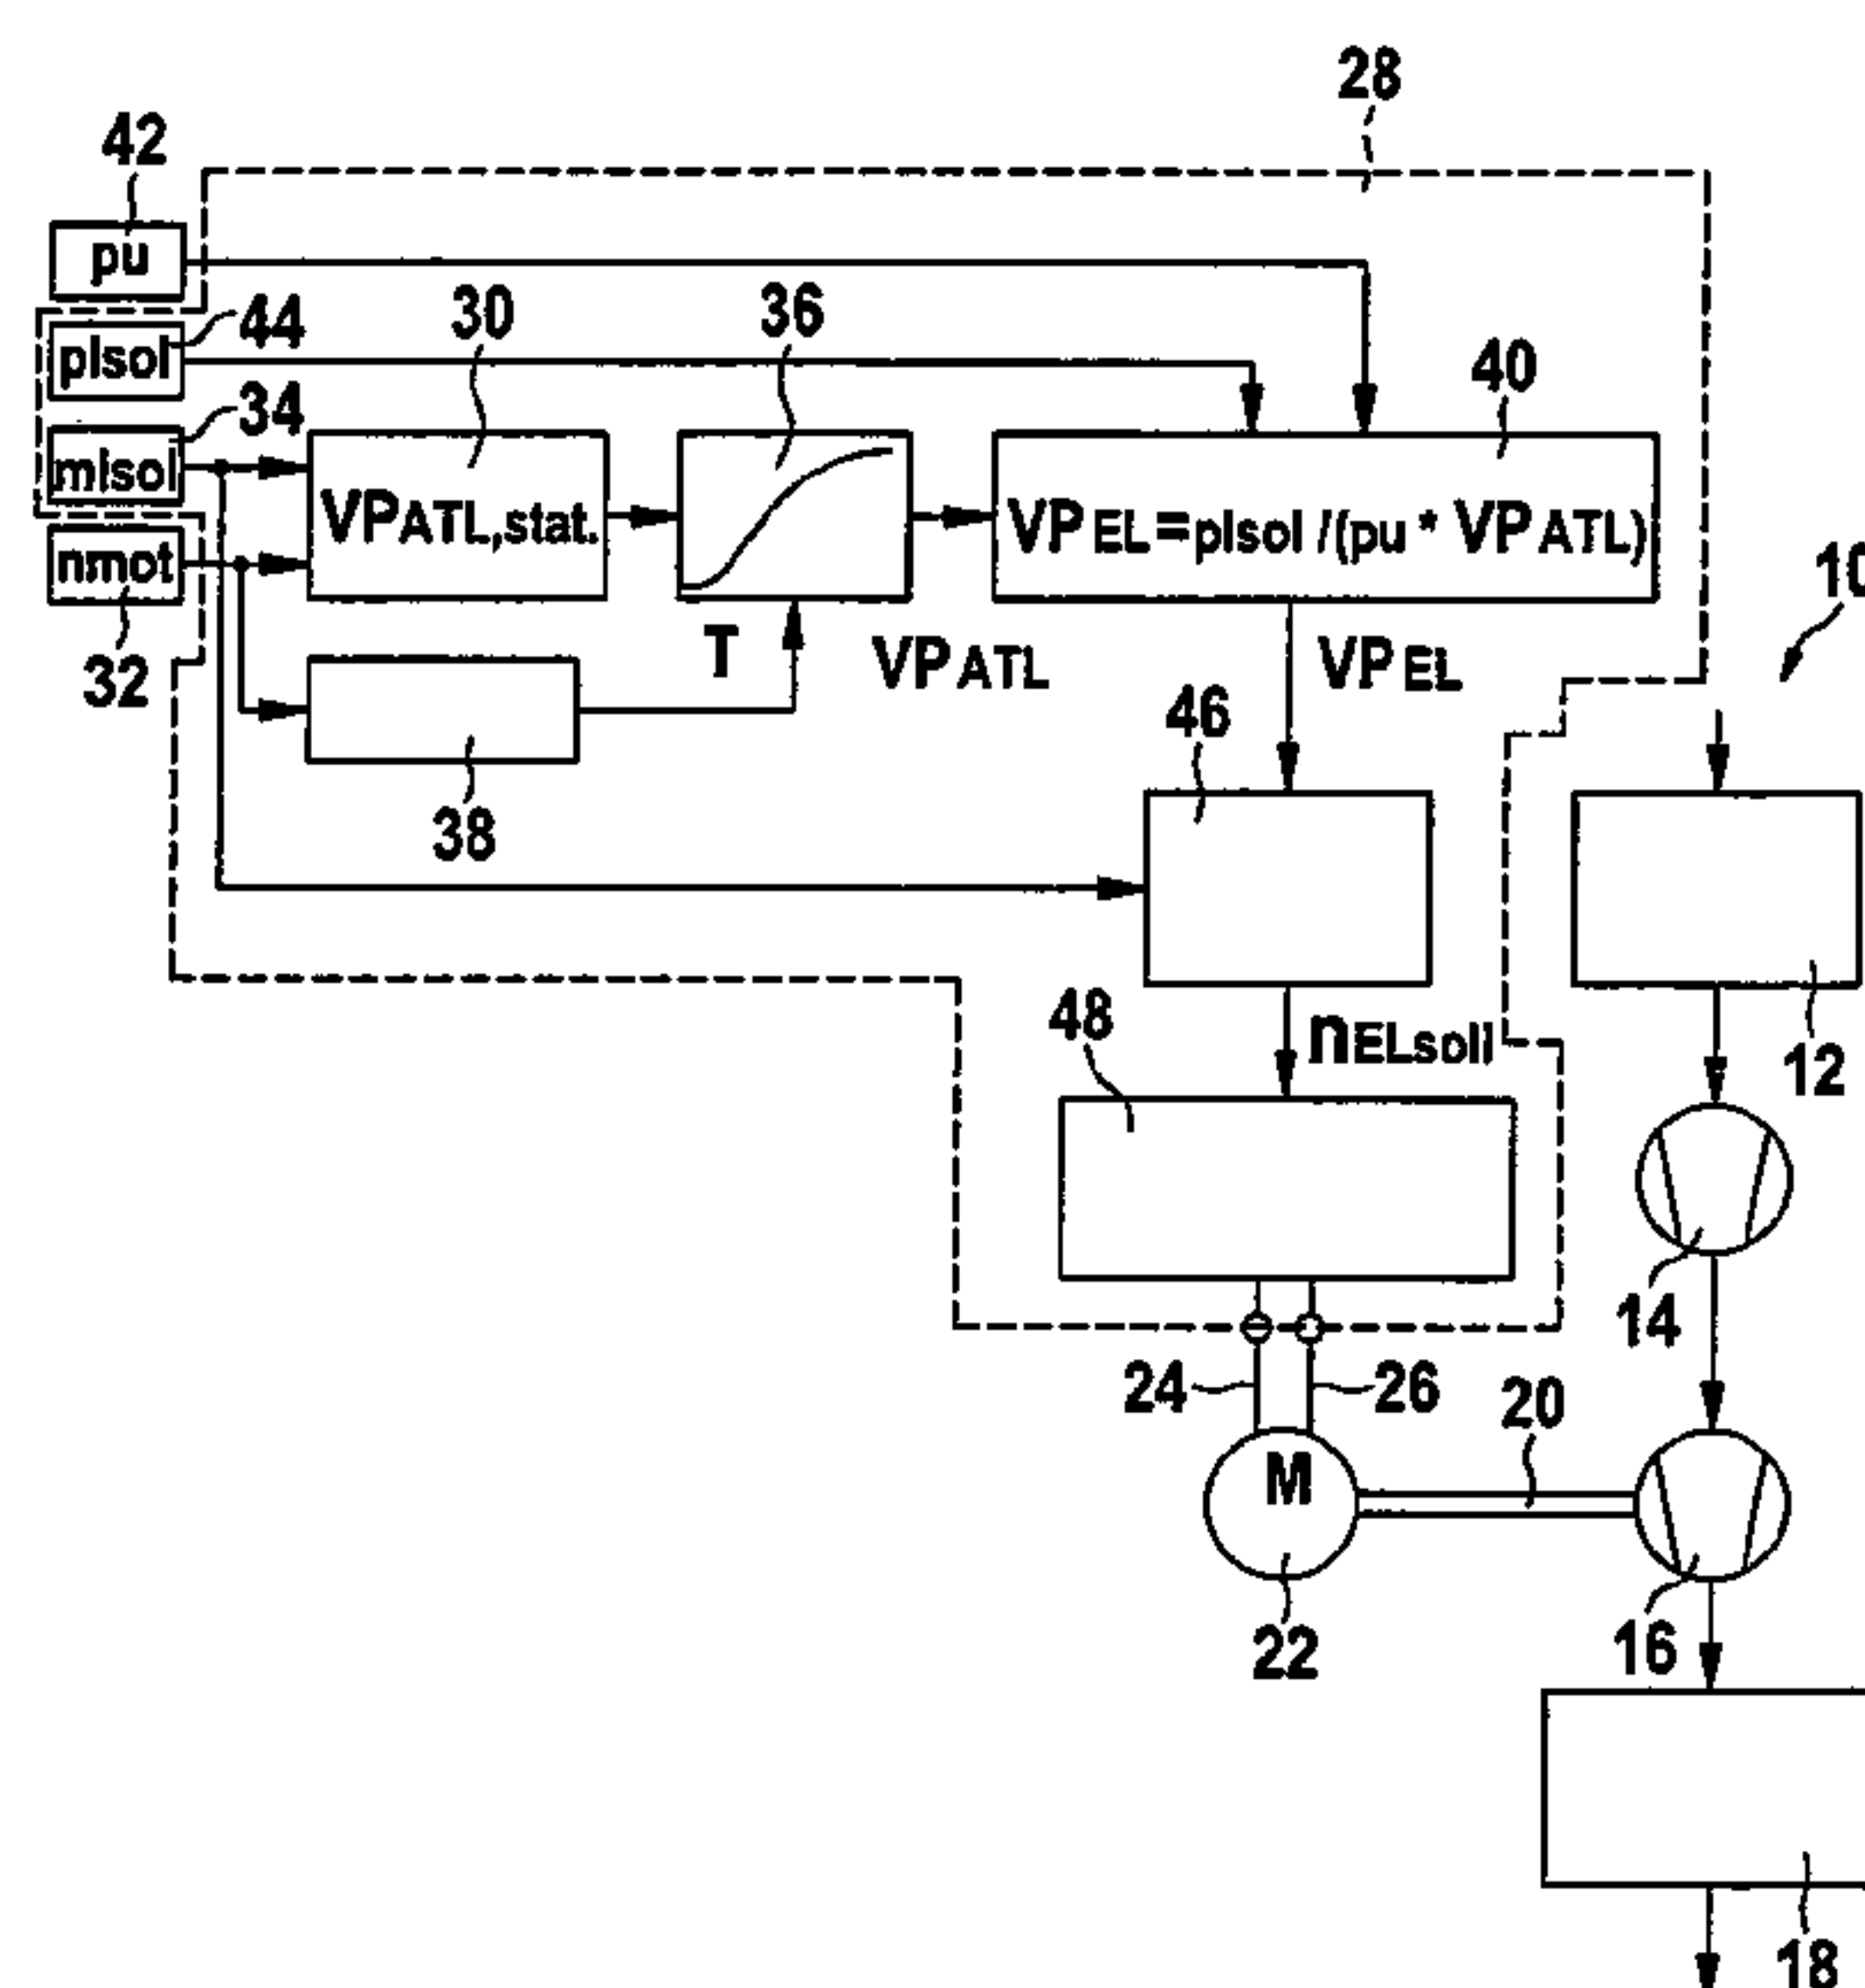 28
42
pu
44
30
36
plsol
40
34
mlsol
VPATL,stat.
VPEL=plsol /(pu * VPATL)
nmot
10
T
VPATL
VPEL
32
46
38
48
nELsoll
12
14
24
26
20
M
22
16
18